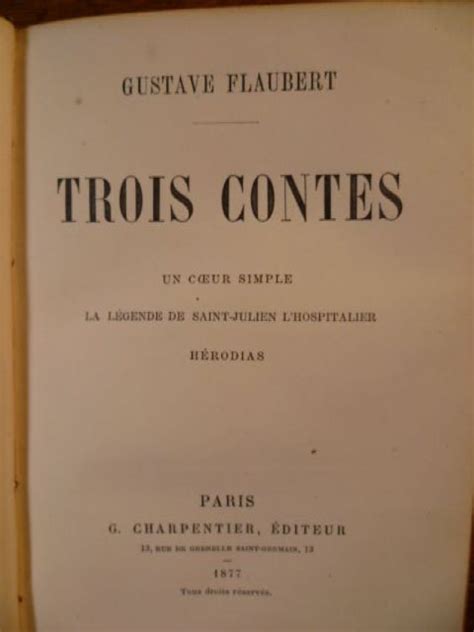 GUSTAVE FLAUBERT
TROIS CONTES
UN CŒUR SIMPLE
LA LÉGENDE DE SAINT-JULIEN L'HOSPITALIER
HÉRODIAS
PARIS
G. CHARPENTIER, ÉDITEUR
13, RUE DE GRENELLE SAINT-GERMAIN, 13
—
1877
Tous droits réservés.